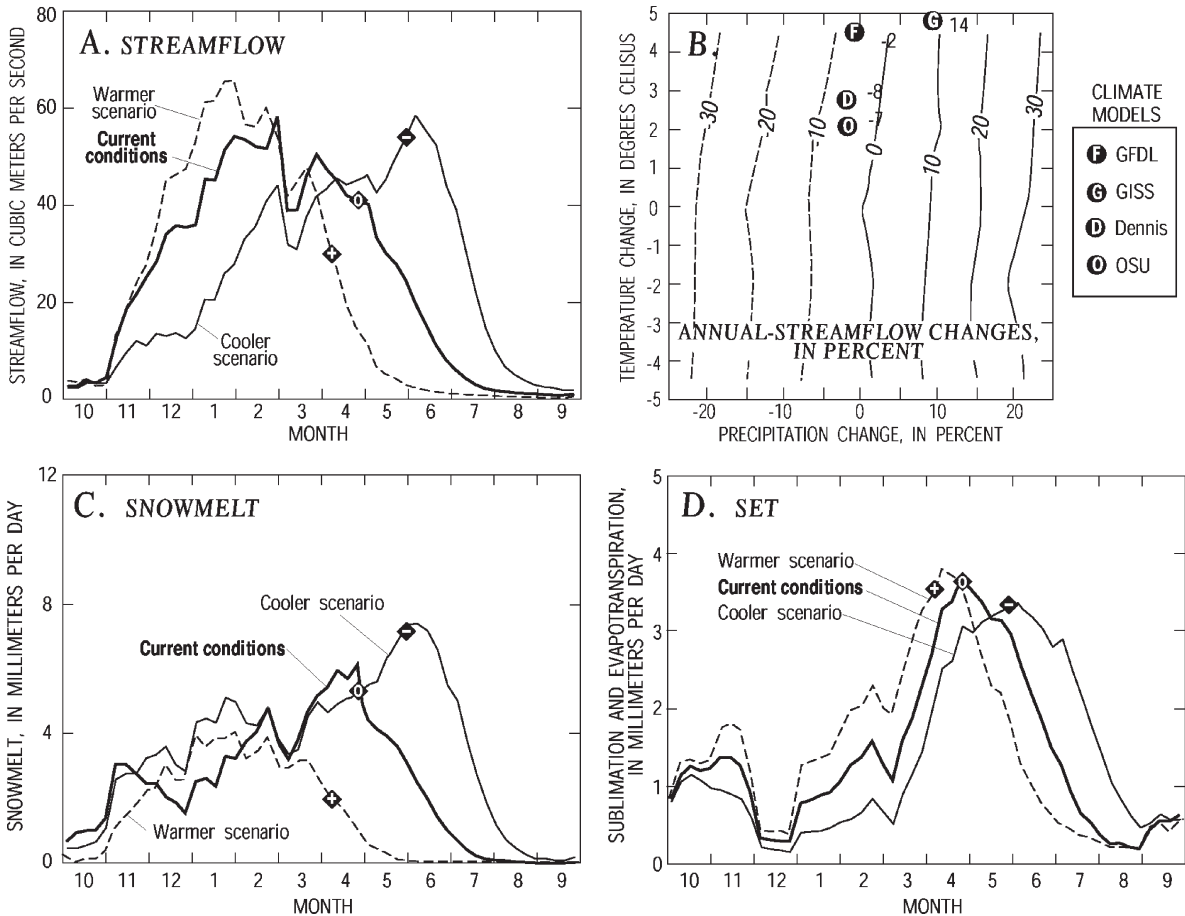 A. STREAMFLOW
STREAMFLOW, IN CUBIC METERS PER SECOND
80
60
40
20
0
Warmer
scenario
Current
conditions
Cooler
scenario
10 11 12 1 2 3 4 5 6 7 8 9
MONTH
B.
TEMPERATURE CHANGE, IN DEGREES CELISUS
5
4
3
2
1
0
-1
-2
-3
-4
-5
F
G 14
-2
D -8
O -7
-30 -20 -10 0 10 20 30
ANNUAL-STREAMFLOW CHANGES,
IN PERCENT
-20 -10 0 10 20
PRECIPITATION CHANGE, IN PERCENT
CLIMATE
MODELS
F GFDL
G GISS
D Dennis
O OSU
C. SNOWMELT
SNOWMELT, IN MILLIMETERS PER DAY
12
8
4
0
Cooler scenario
Current conditions
Warmer scenario
10 11 12 1 2 3 4 5 6 7 8 9
MONTH
D. SET
SUBLIMATION AND EVAPOTRANSPIRATION,
IN MILLIMETERS PER DAY
5
4
3
2
1
0
Warmer scenario
Current conditions
Cooler scenario
10 11 12 1 2 3 4 5 6 7 8 9
MONTH